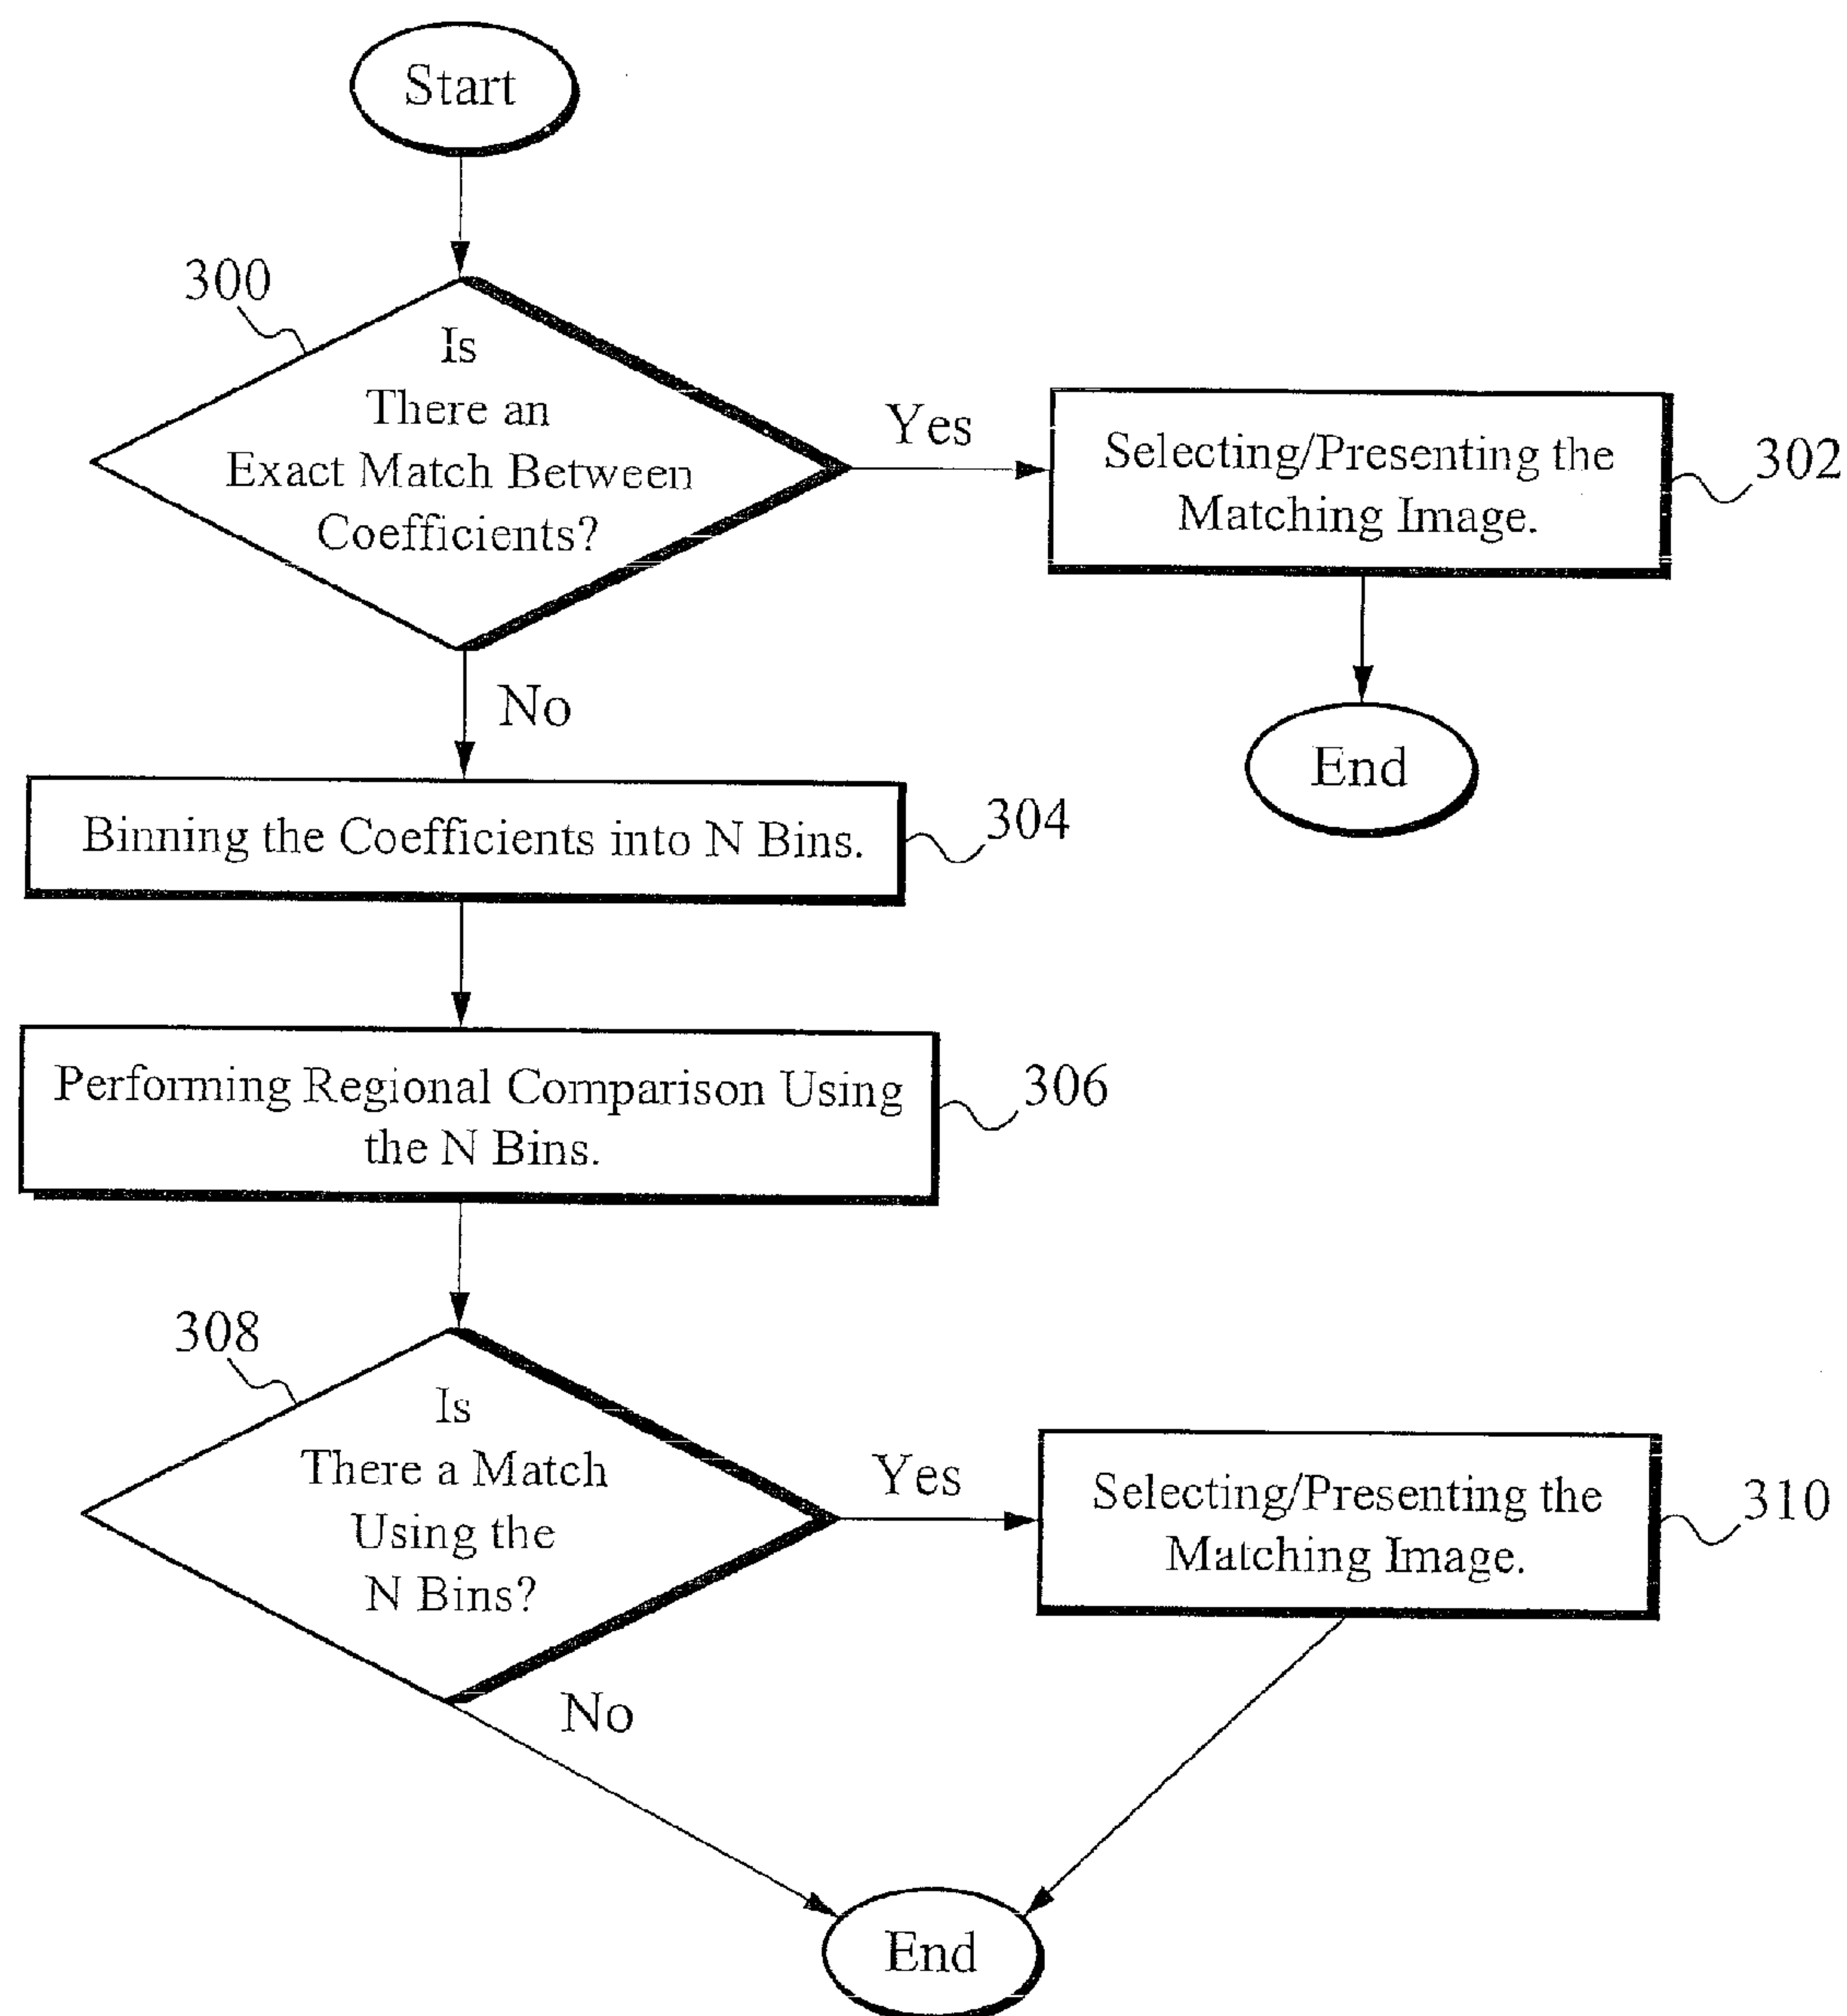 Start
300
Is
There an
Exact Match Between
Coefficients?
Yes
Selecting/Presenting the
Matching Image.
302
No
End
Binning the Coefficients into N Bins.
304
Performing Regional Comparison Using
the N Bins.
306
308
Is
There a Match
Using the
N Bins?
Yes
Selecting/Presenting the
Matching Image.
310
No
End